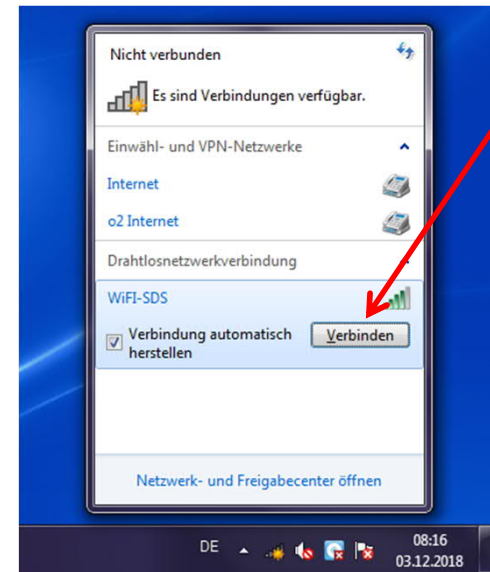 Nicht verbunden
Es sind Verbindungen verfügbar.
Einwähl- und VPN-Netzwerke
Internet
o2 Internet
Drahtlosnetzwerkverbindung
WiFI-SDS
Verbindung automatisch
herstellen
Verbinden
Netzwerk- und Freigabecenter öffnen
DE
08:16
03.12.2018